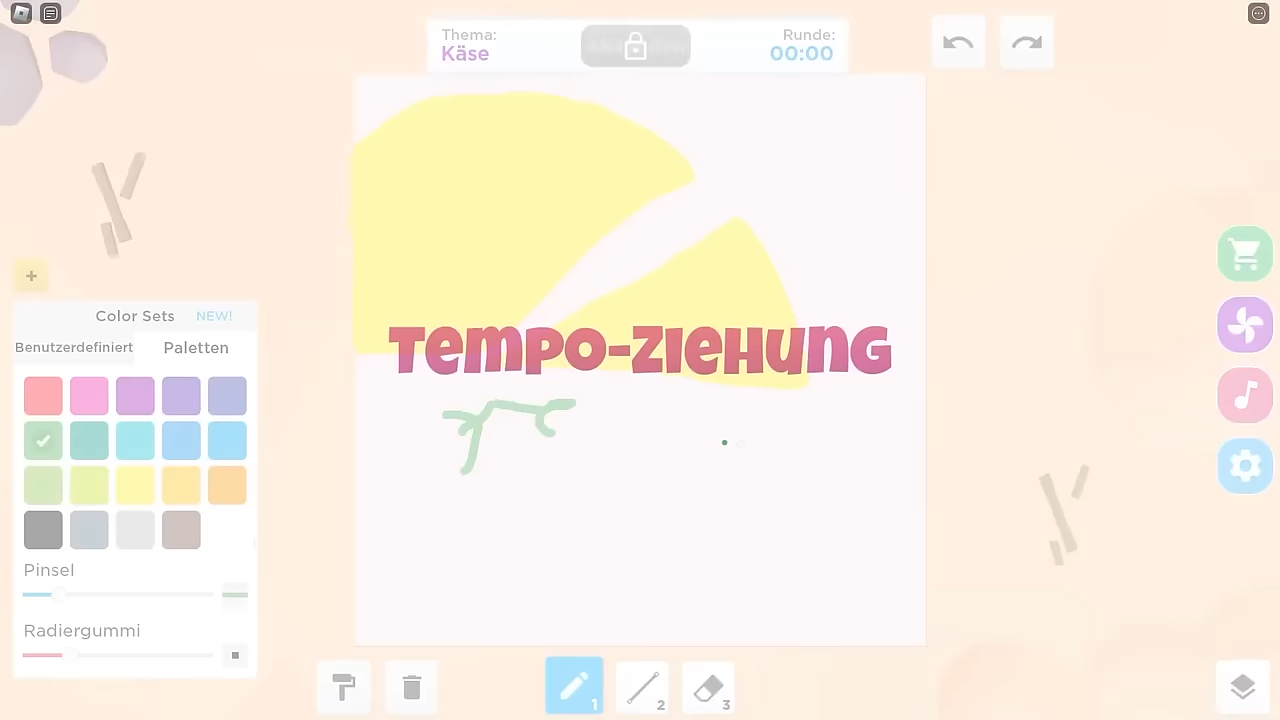 Thema:
Käse
Runde:
00:00
Color Sets NEW!
Benutzerdefiniert Paletten
Pinsel
Radiergummi
TEMPO-ZIEHUNG
1
2
3